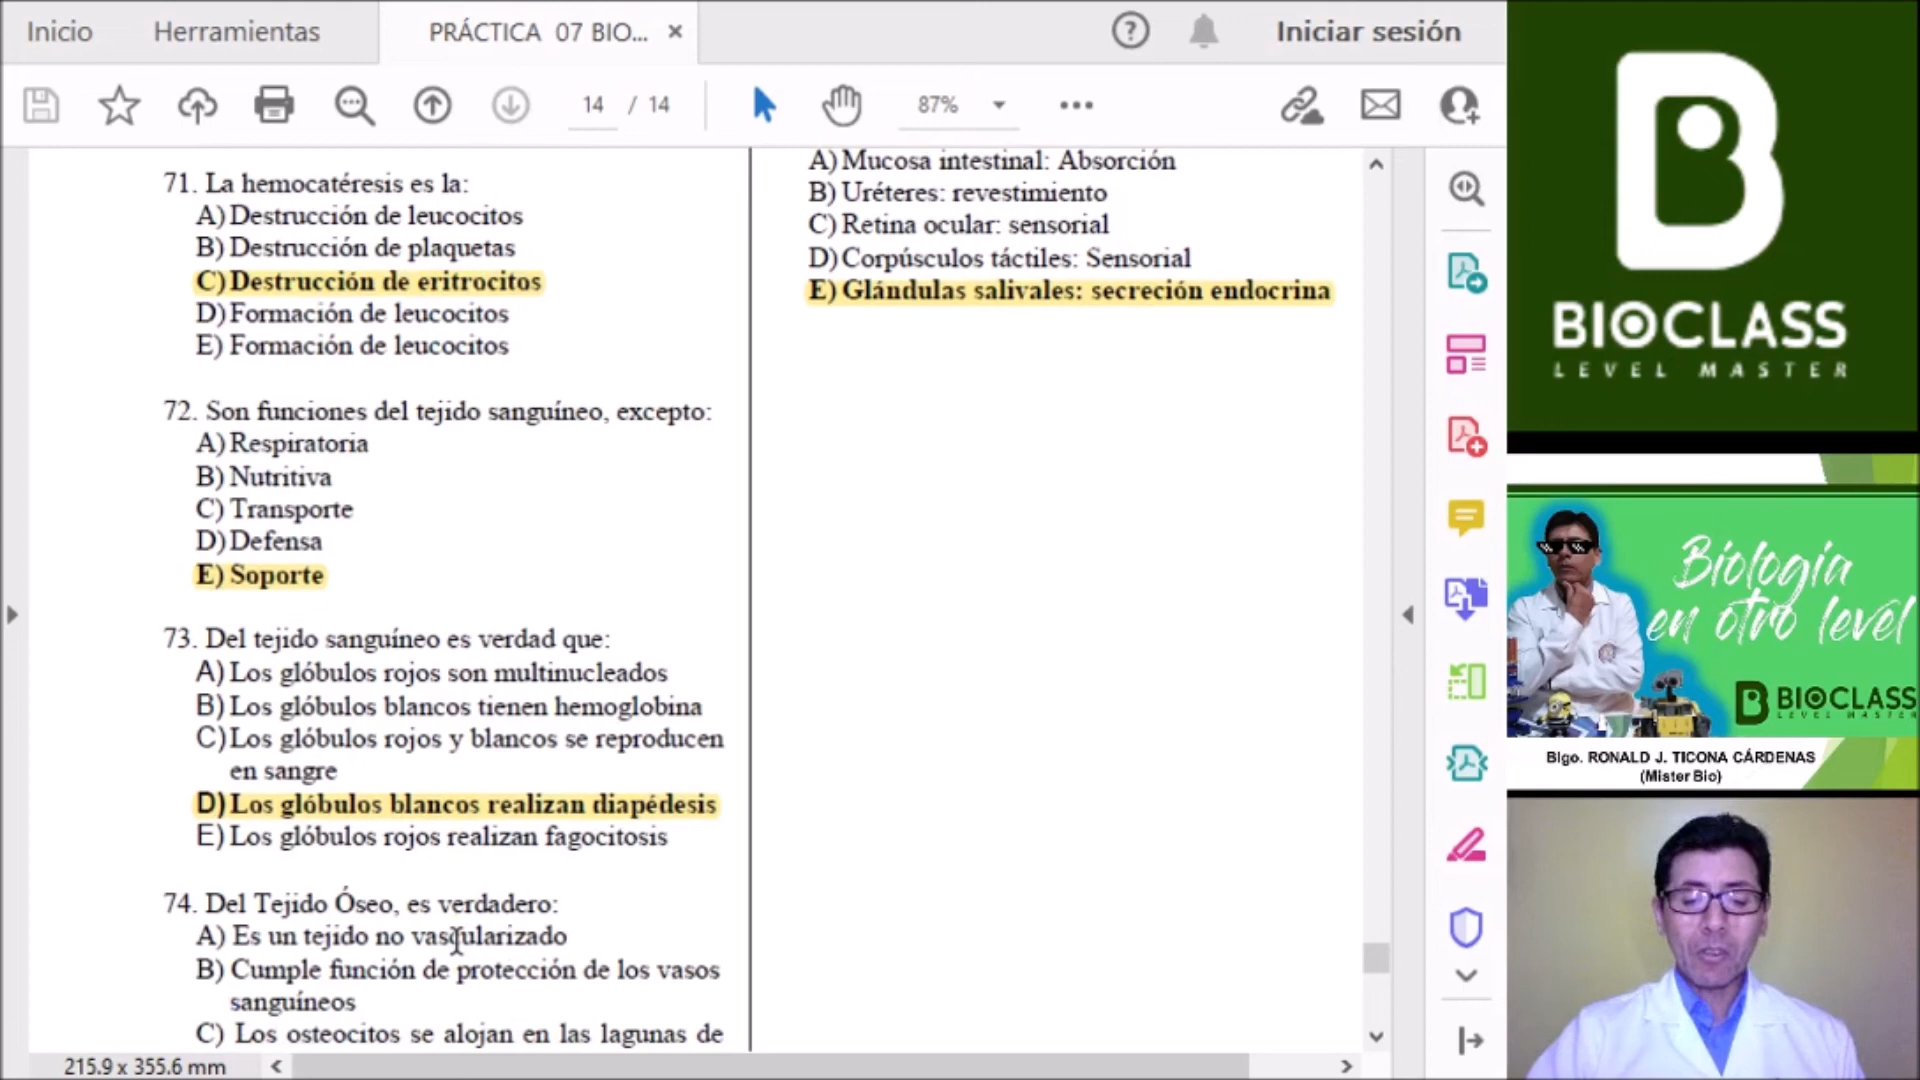 Inicio
Herramientas
PRÁCTICA 07 BIO...
Iniciar sesión
14 / 14
87%
71. La hemocatéresis es la:
A) Destrucción de leucocitos
B) Destrucción de plaquetas
C) Destrucción de eritrocitos
D) Formación de leucocitos
E) Formación de leucocitos
72. Son funciones del tejido sanguíneo, excepto:
A) Respiratoria
B) Nutritiva
C) Transporte
D) Defensa
E) Soporte
73. Del tejido sanguíneo es verdad que:
A) Los glóbulos rojos son multinucleados
B) Los glóbulos blancos tienen hemoglobina
C) Los glóbulos rojos y blancos se reproducen
en sangre
D) Los glóbulos blancos realizan diapédesis
E) Los glóbulos rojos realizan fagocitosis
74. Del Tejido Óseo, es verdadero:
A) Es un tejido no vascularizado
B) Cumple función de protección de los vasos
sanguíneos
C) Los osteocitos se alojan en las lagunas de
A) Mucosa intestinal: Absorción
B) Uréteres: revestimiento
C) Retina ocular: sensorial
D) Corpúsculos táctiles: Sensorial
E) Glándulas salivales: secreción endocrina
215.9 x 355.6 mm
B
BIOCLASS
LEVEL MASTER
Biología
en otro level
BIOCLASS
LEVEL MASTER
Blgo. RONALD J. TICONA CÁRDENAS
(Mister Bio)